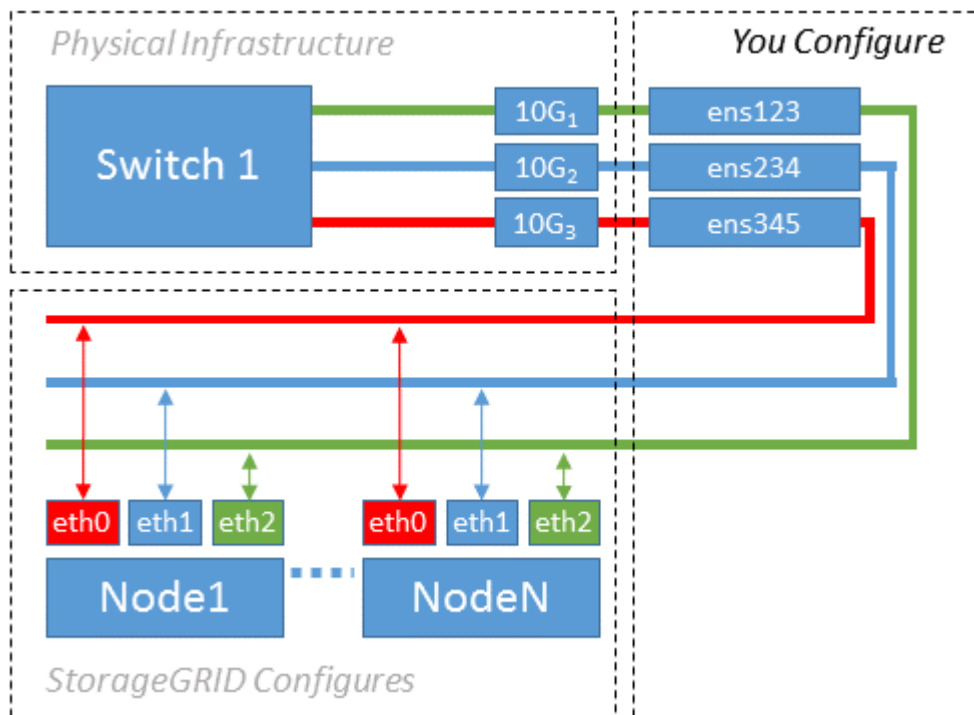 Physical Infrastructure
You Configure
Switch 1
10G₁
ens123
10G₂
ens234
10G₃
ens345
eth0
eth1
eth2
eth0
eth1
eth2
Node1
NodeN
StorageGRID Configures